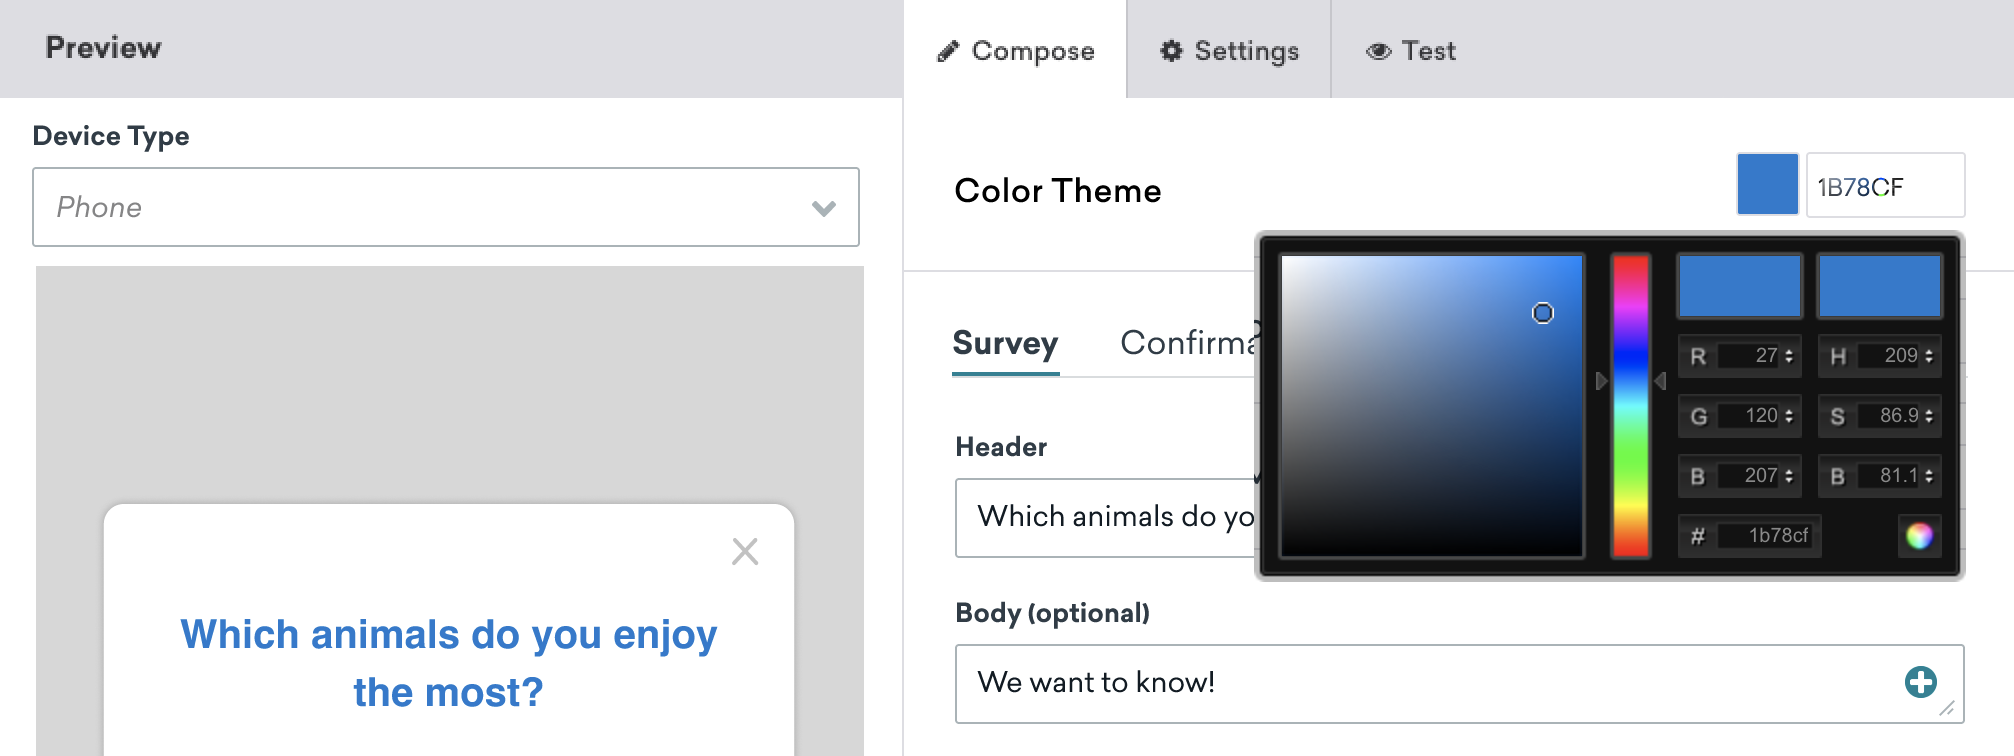 Preview
Compose
Settings
Test
Device Type
Phone
Color Theme
1B78CF
Survey
Confirma
R 27
H 209
G 120
S 86.9
B 207
B 81.1
# 1b78cf
Header
Which animals do yo
Body (optional)
We want to know!
Which animals do you enjoy
the most?